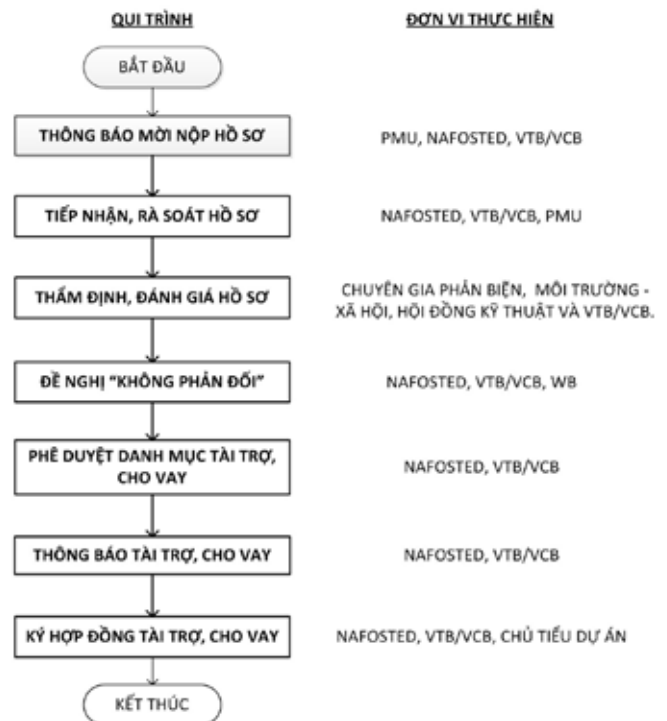 QUI TRÌNH
ĐƠN VỊ THỰC HIỆN
BẮT ĐẦU
THÔNG BÁO MỜI NỘP HỒ SƠ
PMU, NAFOSTED, VTB/VCB
TIẾP NHẬN, RÀ SOÁT HỒ SƠ
NAFOSTED, VTB/VCB, PMU
THẨM ĐỊNH, ĐÁNH GIÁ HỒ SƠ
CHUYÊN GIA PHẢN BIỆN, MÔI TRƯỜNG -
XÃ HỘI, HỘI ĐỒNG KỸ THUẬT VÀ VTB/VCB.
ĐỀ NGHỊ “KHÔNG PHẢN ĐỐI”
NAFOSTED, VTB/VCB, WB
PHÊ DUYỆT DANH MỤC TÀI TRỢ,
CHO VAY
NAFOSTED, VTB/VCB
THÔNG BÁO TÀI TRỢ, CHO VAY
NAFOSTED, VTB/VCB
KÝ HỢP ĐỒNG TÀI TRỢ, CHO VAY
NAFOSTED, VTB/VCB, CHỦ TIỂU DỰ ÁN
KẾT THÚC